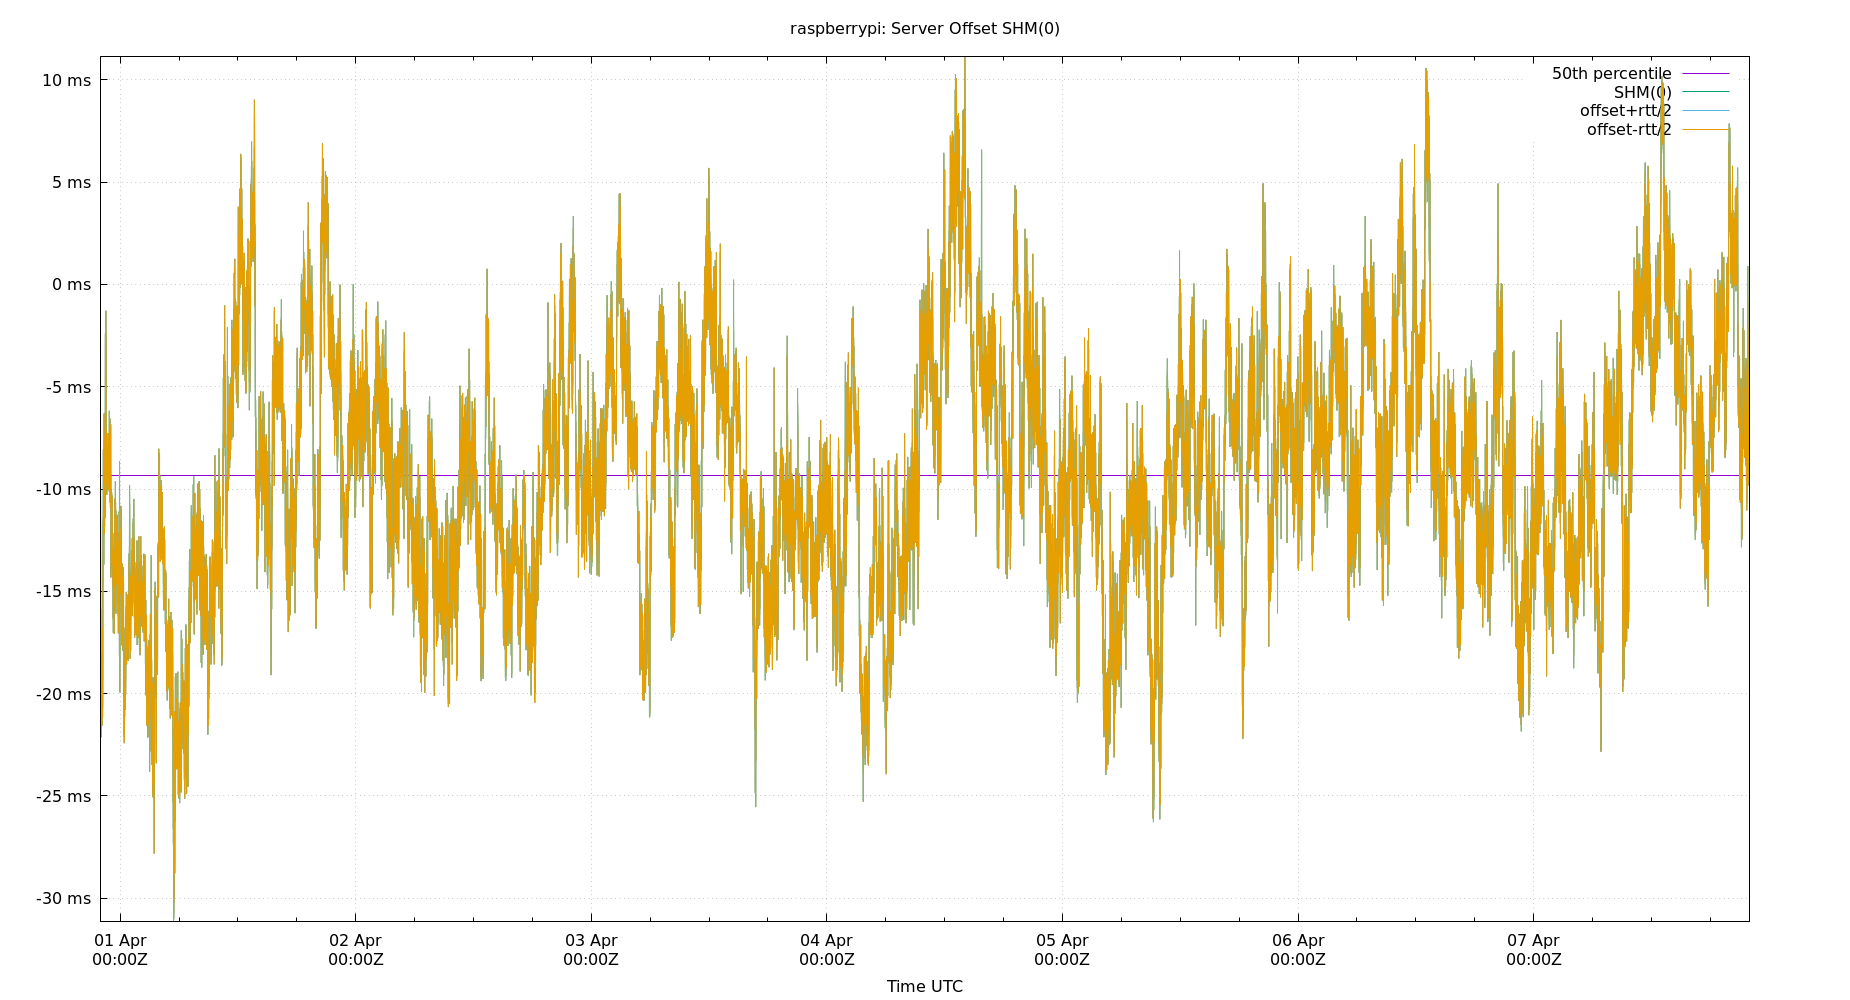 raspberrypi: Server Offset SHM(0)
10 ms
5 ms
0 ms
-5 ms
-10 ms
-15 ms
-20 ms
-25 ms
-30 ms
50th percentile
SHM(0)
offset+rtt/2
offset-rtt/2
01 Apr 02 Apr 03 Apr 04 Apr 05 Apr 06 Apr 07 Apr
00:00Z 00:00Z 00:00Z 00:00Z 00:00Z 00:00Z 00:00Z
Time UTC